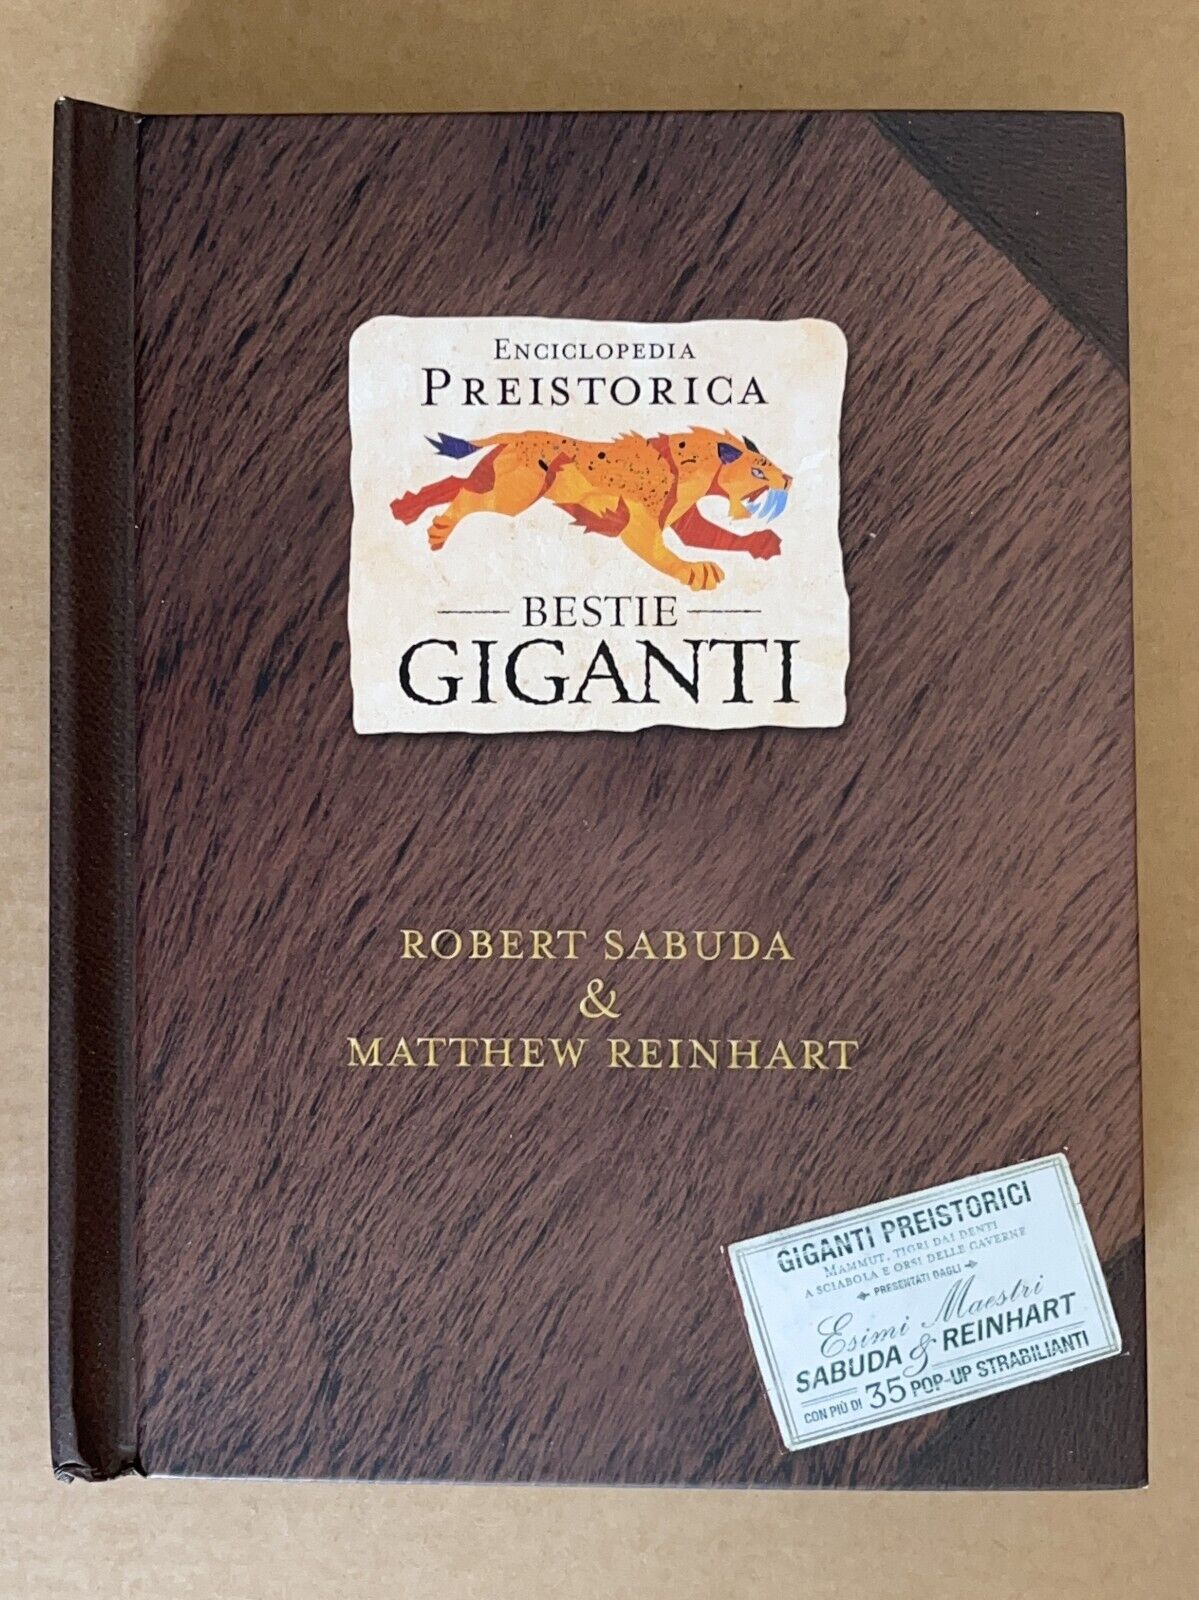 ENCICLOPEDIA
PREISTORICA
BESTIE
GIGANTI
ROBERT SABUDA
&
MATTHEW REINHART
GIGANTI PREISTORICI
MAMMUT, TIGRI DAI DENTI
A SCIABOLA E ORSI DELLE CAVERNE
PRESENTATI DAGLI
Esimi Maestri
SABUDA & REINHART
CON PIÙ DI 35 POP-UP STRABILIANTI